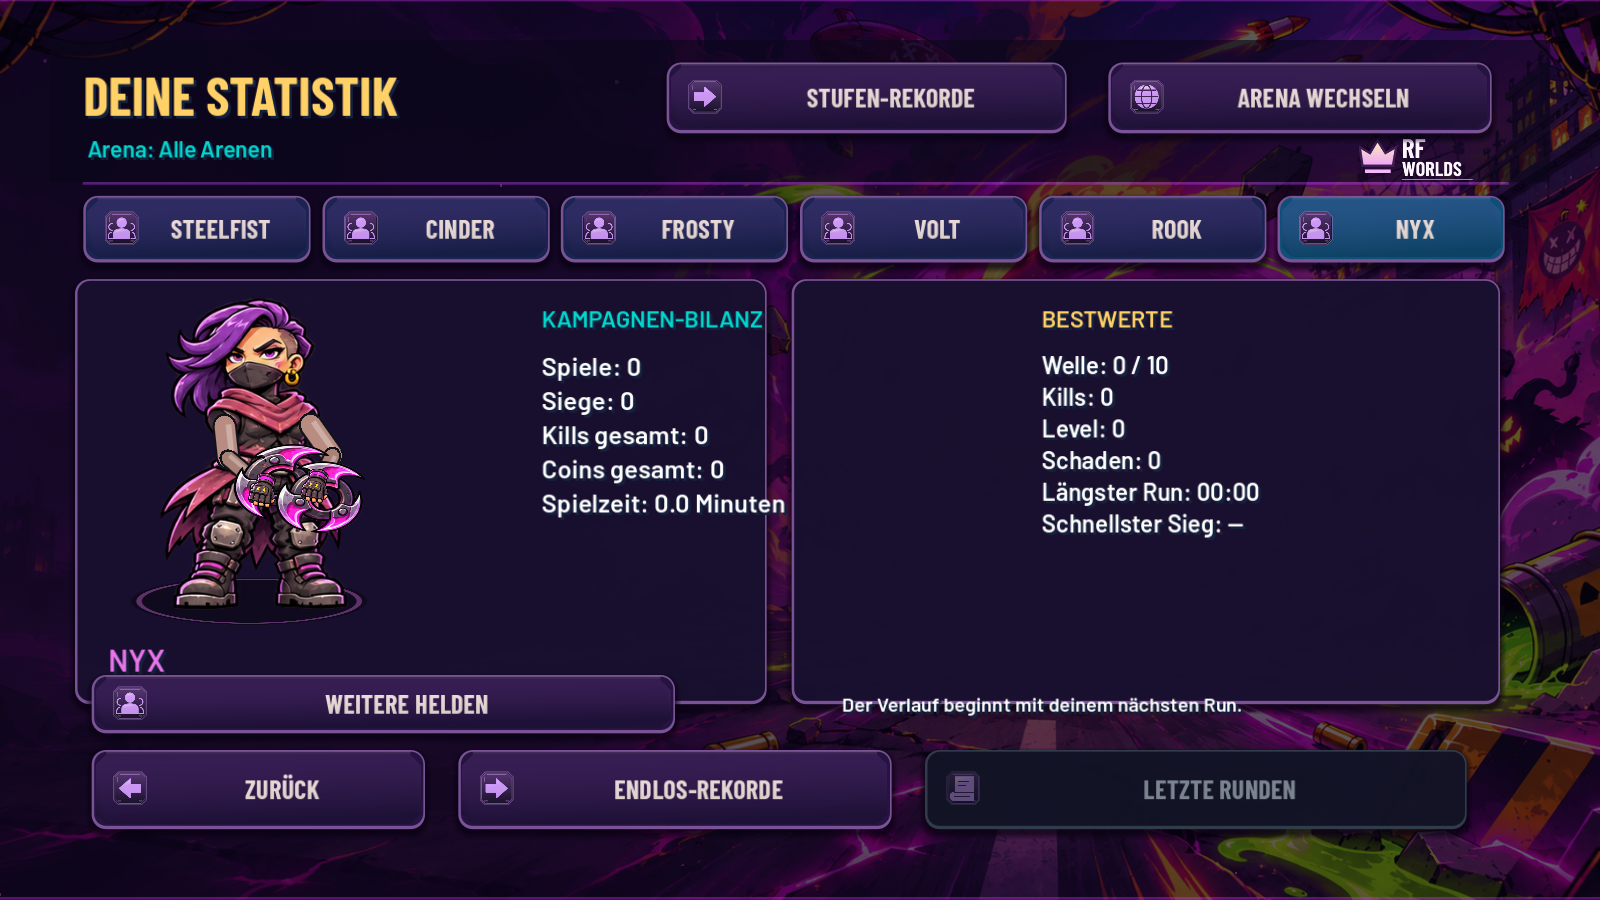 DEINE STATISTIK
STUFEN-REKORDE
ARENA WECHSELN
Arena: Alle Arenen
RF
WORLDS
STEELFIST
CINDER
FROSTY
VOLT
ROOK
NYX
KAMPAGNEN-BILANZ
Spiele: 0
Siege: 0
Kills gesamt: 0
Coins gesamt: 0
Spielzeit: 0.0 Minuten
BESTWERTE
Welle: 0 / 10
Kills: 0
Level: 0
Schaden: 0
Längster Run: 00:00
Schnellster Sieg: –
NYX
WEITERE HELDEN
Der Verlauf beginnt mit deinem nächsten Run.
ZURÜCK
ENDLOS-REKORDE
LETZTE RUNDEN